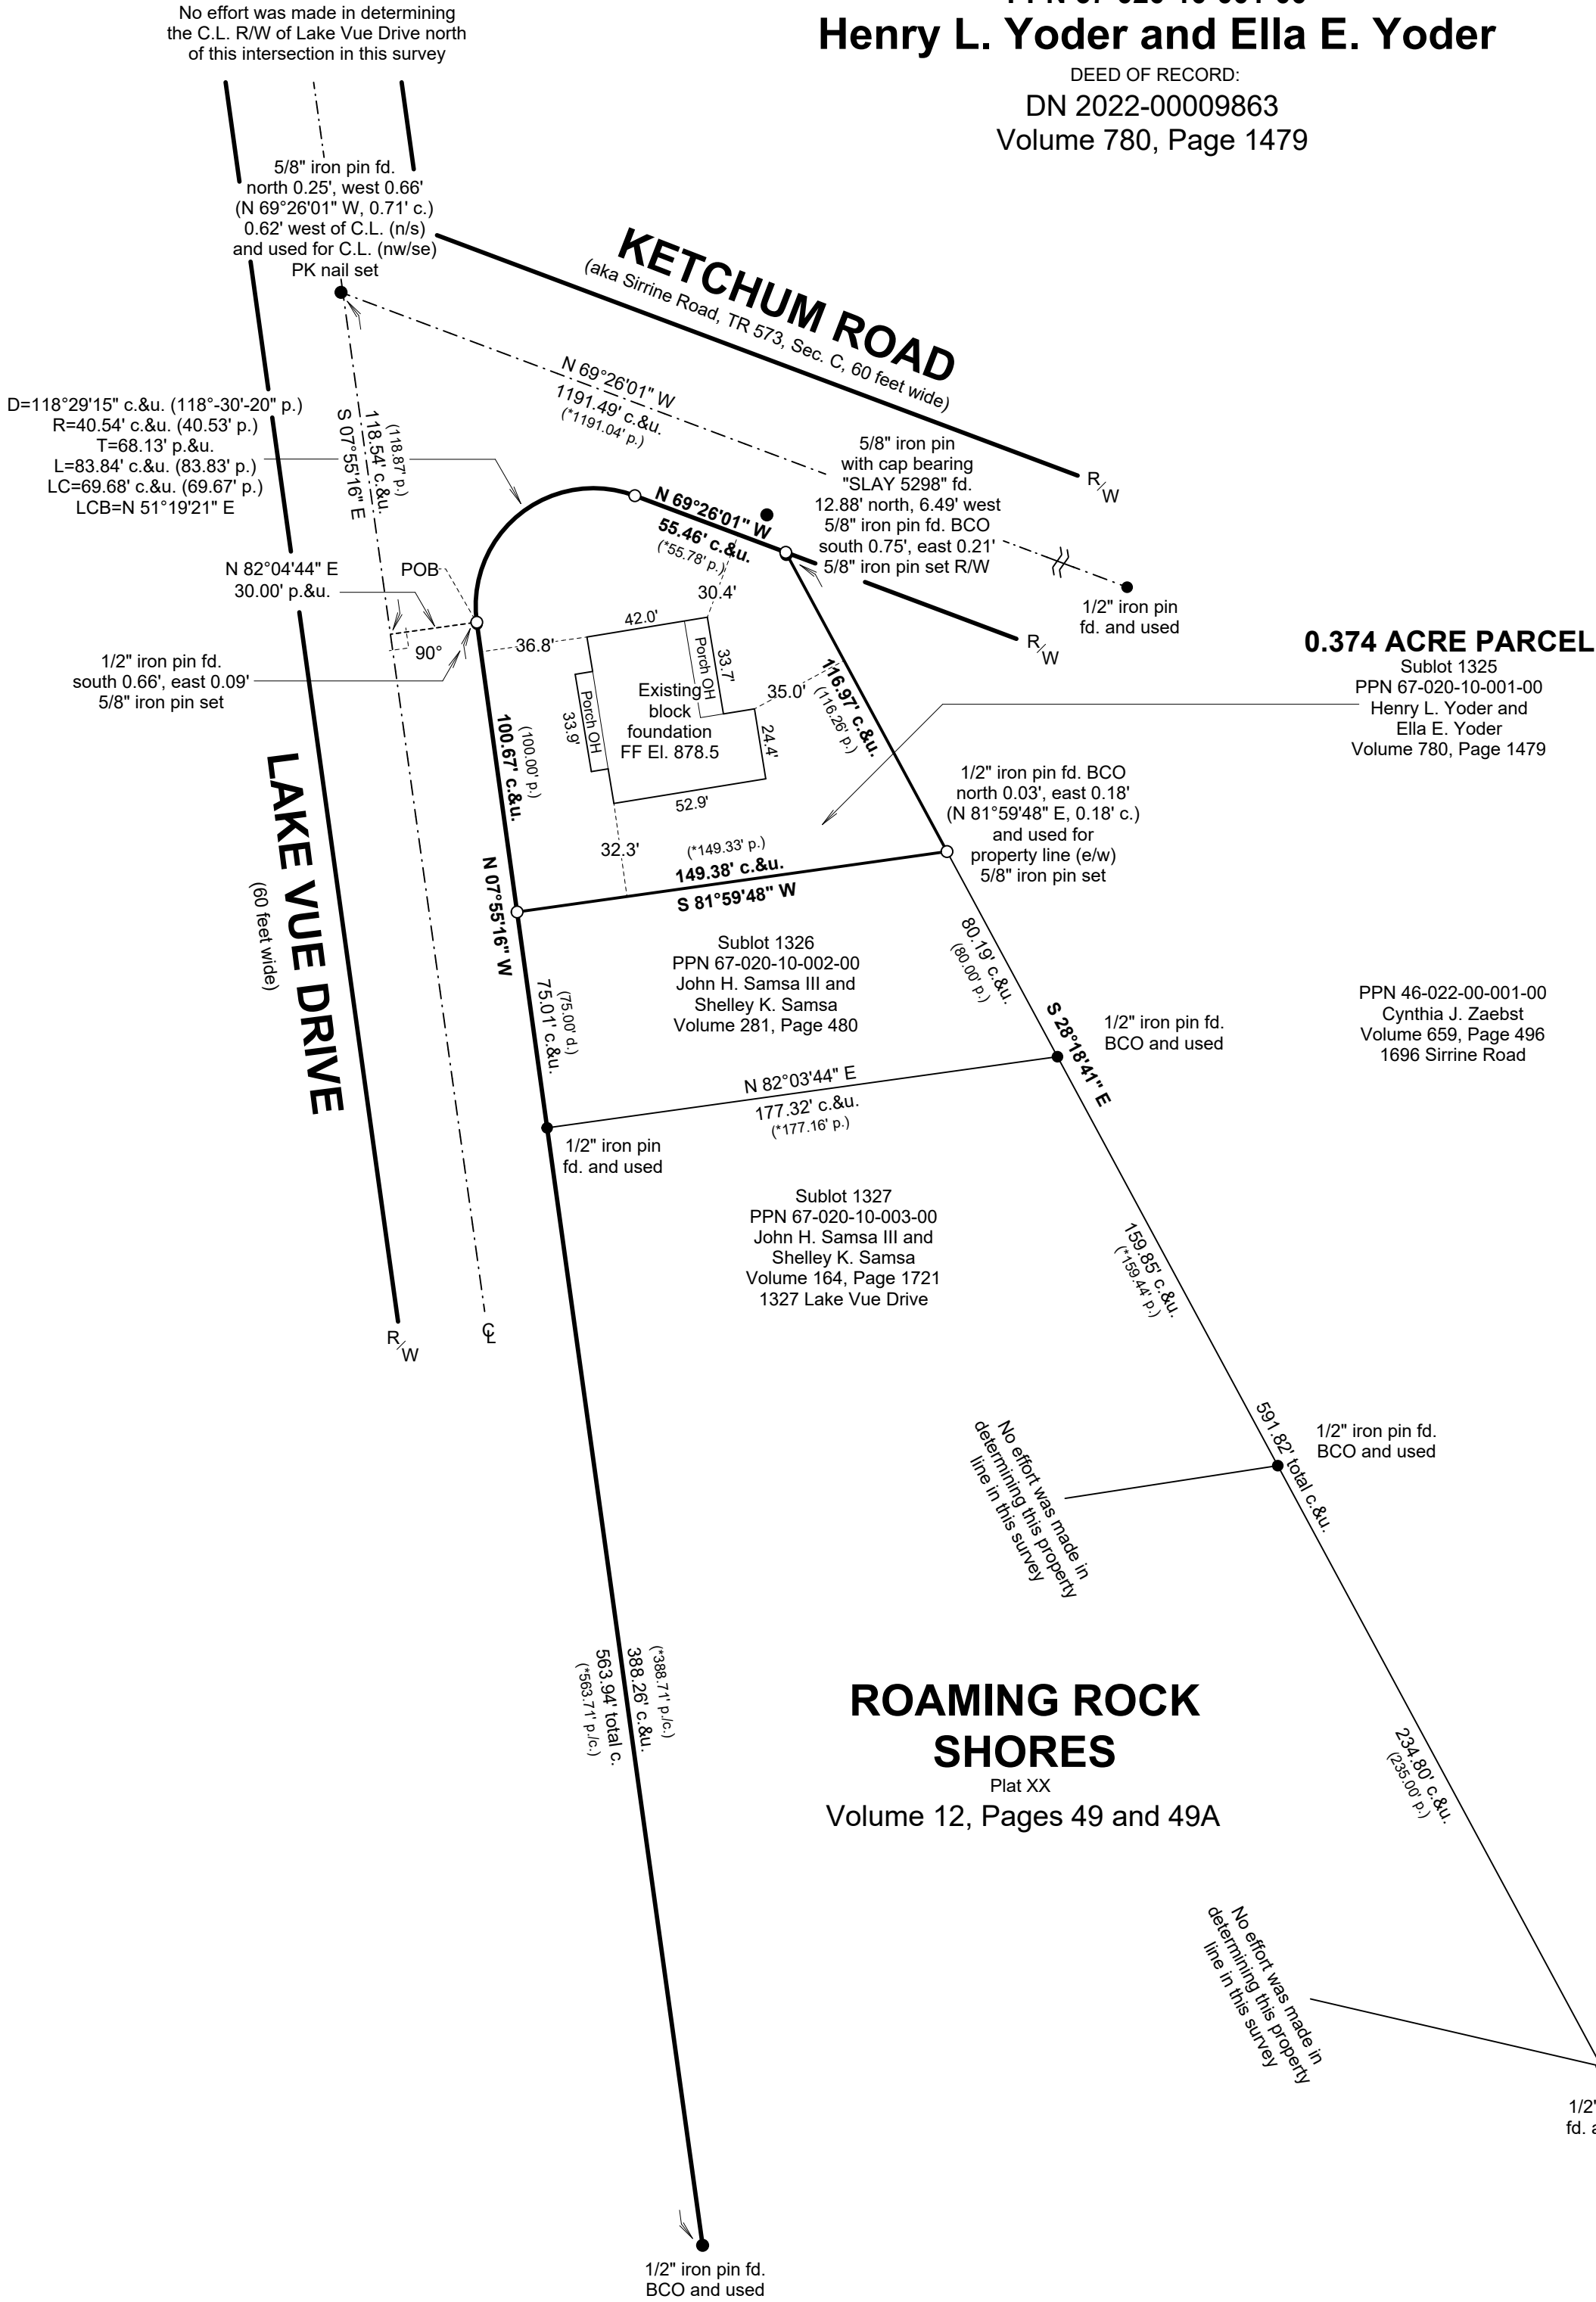 Henry L. Yoder and Ella E. Yoder
DEED OF RECORD:
DN 2022-00009863
Volume 780, Page 1479
No effort was made in determining
the C.L. R/W of Lake Vue Drive north
of this intersection in this survey
5/8" iron pin fd.
north 0.25', west 0.66'
(N 69°26'01" W, 0.71' c.)
0.62' west of C.L. (n/s)
and used for C.L. (nw/se)
PK nail set
KETCHUM ROAD
(aka Sirrine Road, TR 573, Sec. C, 60 feet wide)
N 69°26'01" W
1191.49' c.&u.
(*1191.04' p.)
R/W
D=118°29'15" c.&u. (118°-30'-20" p.)
R=40.54' c.&u. (40.53' p.)
T=68.13' p.&u.
L=83.84' c.&u. (83.83' p.)
LC=69.68' c.&u. (69.67' p.)
LCB=N 51°19'21" E
(118.87' p.)
118.54' c.&u.
S 07°55'16" E
5/8" iron pin
with cap bearing
"SLAY 5298" fd.
12.88' north, 6.49' west
5/8" iron pin fd. BCO
south 0.75', east 0.21'
5/8" iron pin set R/W
N 69°26'01" W
55.46' c.&u.
(*55.78' p.)
1/2" iron pin
fd. and used
R/W
N 82°04'44" E
30.00' p.&u.
POB
90°
1/2" iron pin fd.
south 0.66', east 0.09'
5/8" iron pin set
30.4'
42.0'
36.8'
Porch OH
33.7'
35.0'
Existing
block
foundation
FF El. 878.5
Porch OH
33.9'
24.4'
52.9'
32.3'
116.97' c.&u.
(116.26' p.)
0.374 ACRE PARCEL
Sublot 1325
PPN 67-020-10-001-00
Henry L. Yoder and
Ella E. Yoder
Volume 780, Page 1479
(100.00' p.)
100.67' c.&u.
1/2" iron pin fd. BCO
north 0.03', east 0.18'
(N 81°59'48" E, 0.18' c.)
and used for
property line (e/w)
5/8" iron pin set
(*149.33' p.)
149.38' c.&u.
S 81°59'48" W
LAKE VUE DRIVE
(60 feet wide)
N 07°55'16" W
(75.00' d.)
75.01' c.&u.
Sublot 1326
PPN 67-020-10-002-00
John H. Samsa III and
Shelley K. Samsa
Volume 281, Page 480
80.19' c.&u.
(80.00' p.)
S 28°18'41" E
PPN 46-022-00-001-00
Cynthia J. Zaebst
Volume 659, Page 496
1696 Sirrine Road
1/2" iron pin fd.
BCO and used
N 82°03'44" E
177.32' c.&u.
(*177.16' p.)
1/2" iron pin
fd. and used
Sublot 1327
PPN 67-020-10-003-00
John H. Samsa III and
Shelley K. Samsa
Volume 164, Page 1721
1327 Lake Vue Drive
159.85' c.&u.
(*159.44' p.)
R/W
℄
591.82' total c.&u.
1/2" iron pin fd.
BCO and used
No effort was made in
determining this property
line in this survey
(*388.71' p./c.)
388.26' c.&u.
563.94' total c.
(*563.71' p./c.)
ROAMING ROCK
SHORES
Plat XX
Volume 12, Pages 49 and 49A
234.80' c.&u.
(235.00' p.)
No effort was made in
determining this property
line in this survey
1/2"
fd. a
1/2" iron pin fd.
BCO and used